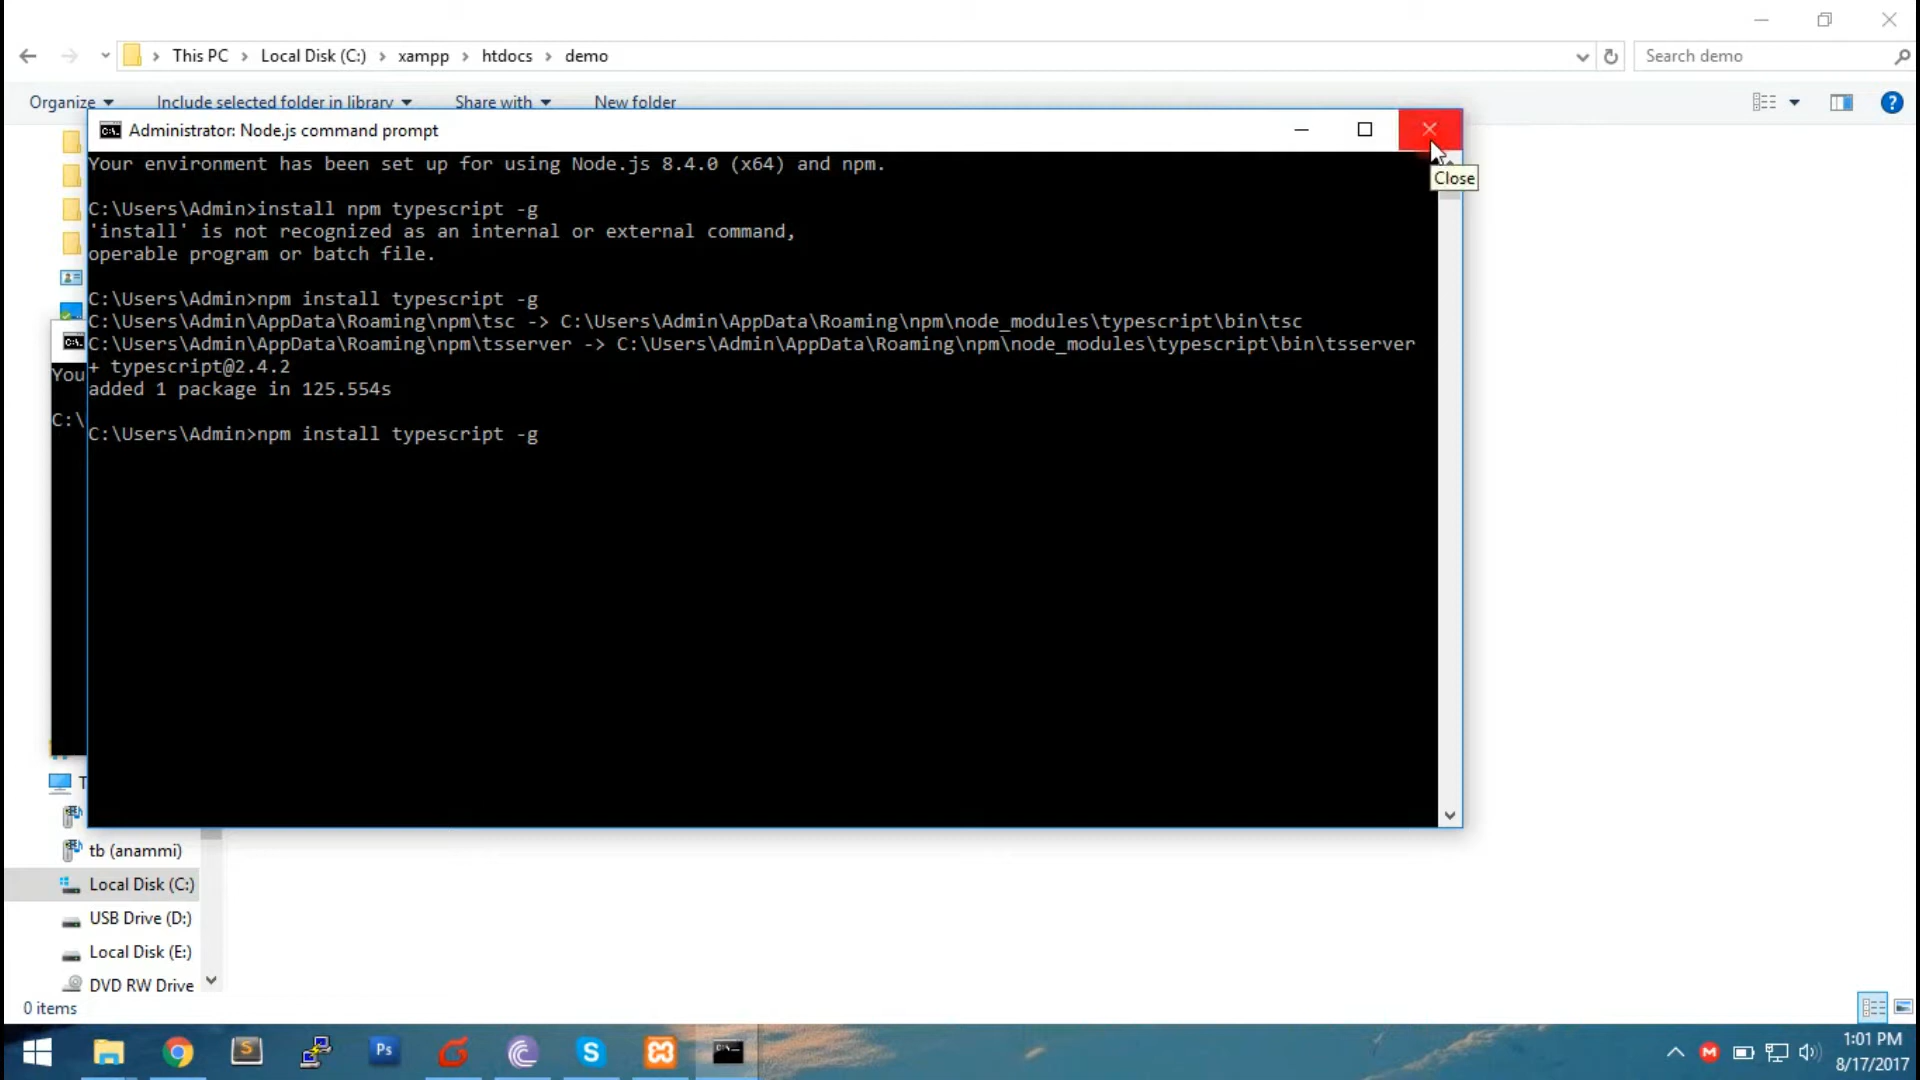 This PC
Local Disk (C:)
xampp
htdocs
demo
Search demo
Organize
Include selected folder in library
Share with
New folder
Administrator: Node.js command prompt
Close
Your environment has been set up for using Node.js 8.4.0 (x64) and npm.
C:\Users\Admin>install npm typescript -g
'install' is not recognized as an internal or external command,
operable program or batch file.
C:\Users\Admin>npm install typescript -g
C:\Users\Admin\AppData\Roaming\npm\tsc -> C:\Users\Admin\AppData\Roaming\npm\node_modules\typescript\bin\tsc
C:\Users\Admin\AppData\Roaming\npm\tsserver -> C:\Users\Admin\AppData\Roaming\npm\node_modules\typescript\bin\tsserver
+ typescript@2.4.2
added 1 package in 125.554s
C:\Users\Admin>npm install typescript -g
You
C:\
T
tb (anammi)
Local Disk (C:)
USB Drive (D:)
Local Disk (E:)
DVD RW Drive
0 items
1:01 PM
8/17/2017